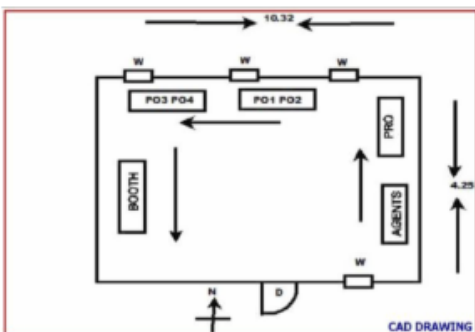 10.32
W W W
PO3 PO4 PO1 PO2
PRO
BOOTH
AGENTS
4.25
W
N D
CAD DRAWING